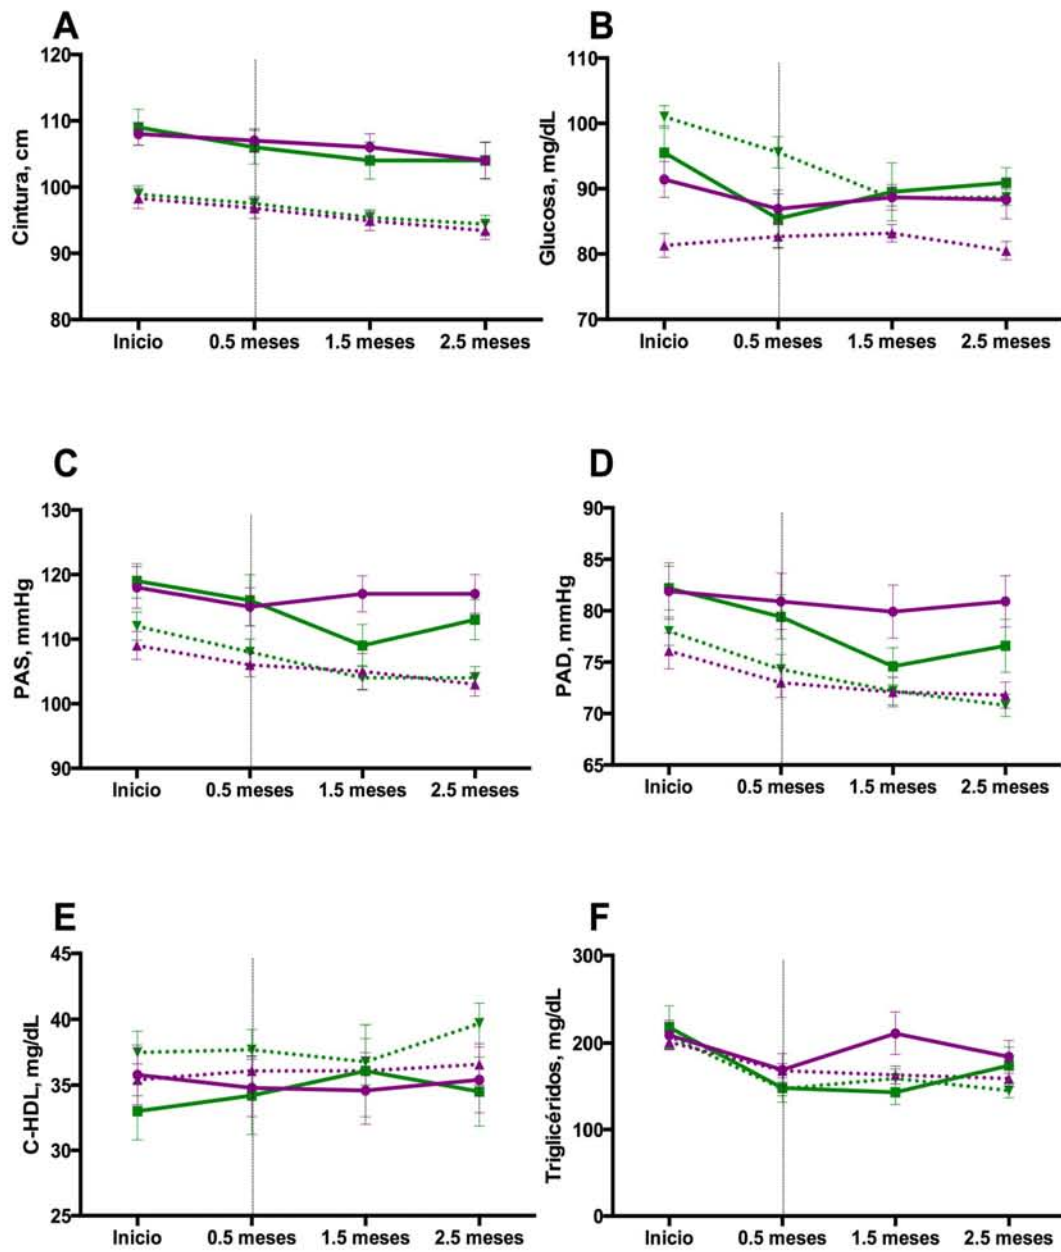 A
Cintura, cm
120
110
100
90
80
Inicio 0.5 meses 1.5 meses 2.5 meses
B
Glucosa, mg/dL
110
100
90
80
70
Inicio 0.5 meses 1.5 meses 2.5 meses
C
PAS, mmHg
130
120
110
100
90
Inicio 0.5 meses 1.5 meses 2.5 meses
D
PAD, mmHg
90
85
80
75
70
65
Inicio 0.5 meses 1.5 meses 2.5 meses
E
C-HDL, mg/dL
45
40
35
30
25
Inicio 0.5 meses 1.5 meses 2.5 meses
F
Triglicéridos, mg/dL
300
200
100
0
Inicio 0.5 meses 1.5 meses 2.5 meses